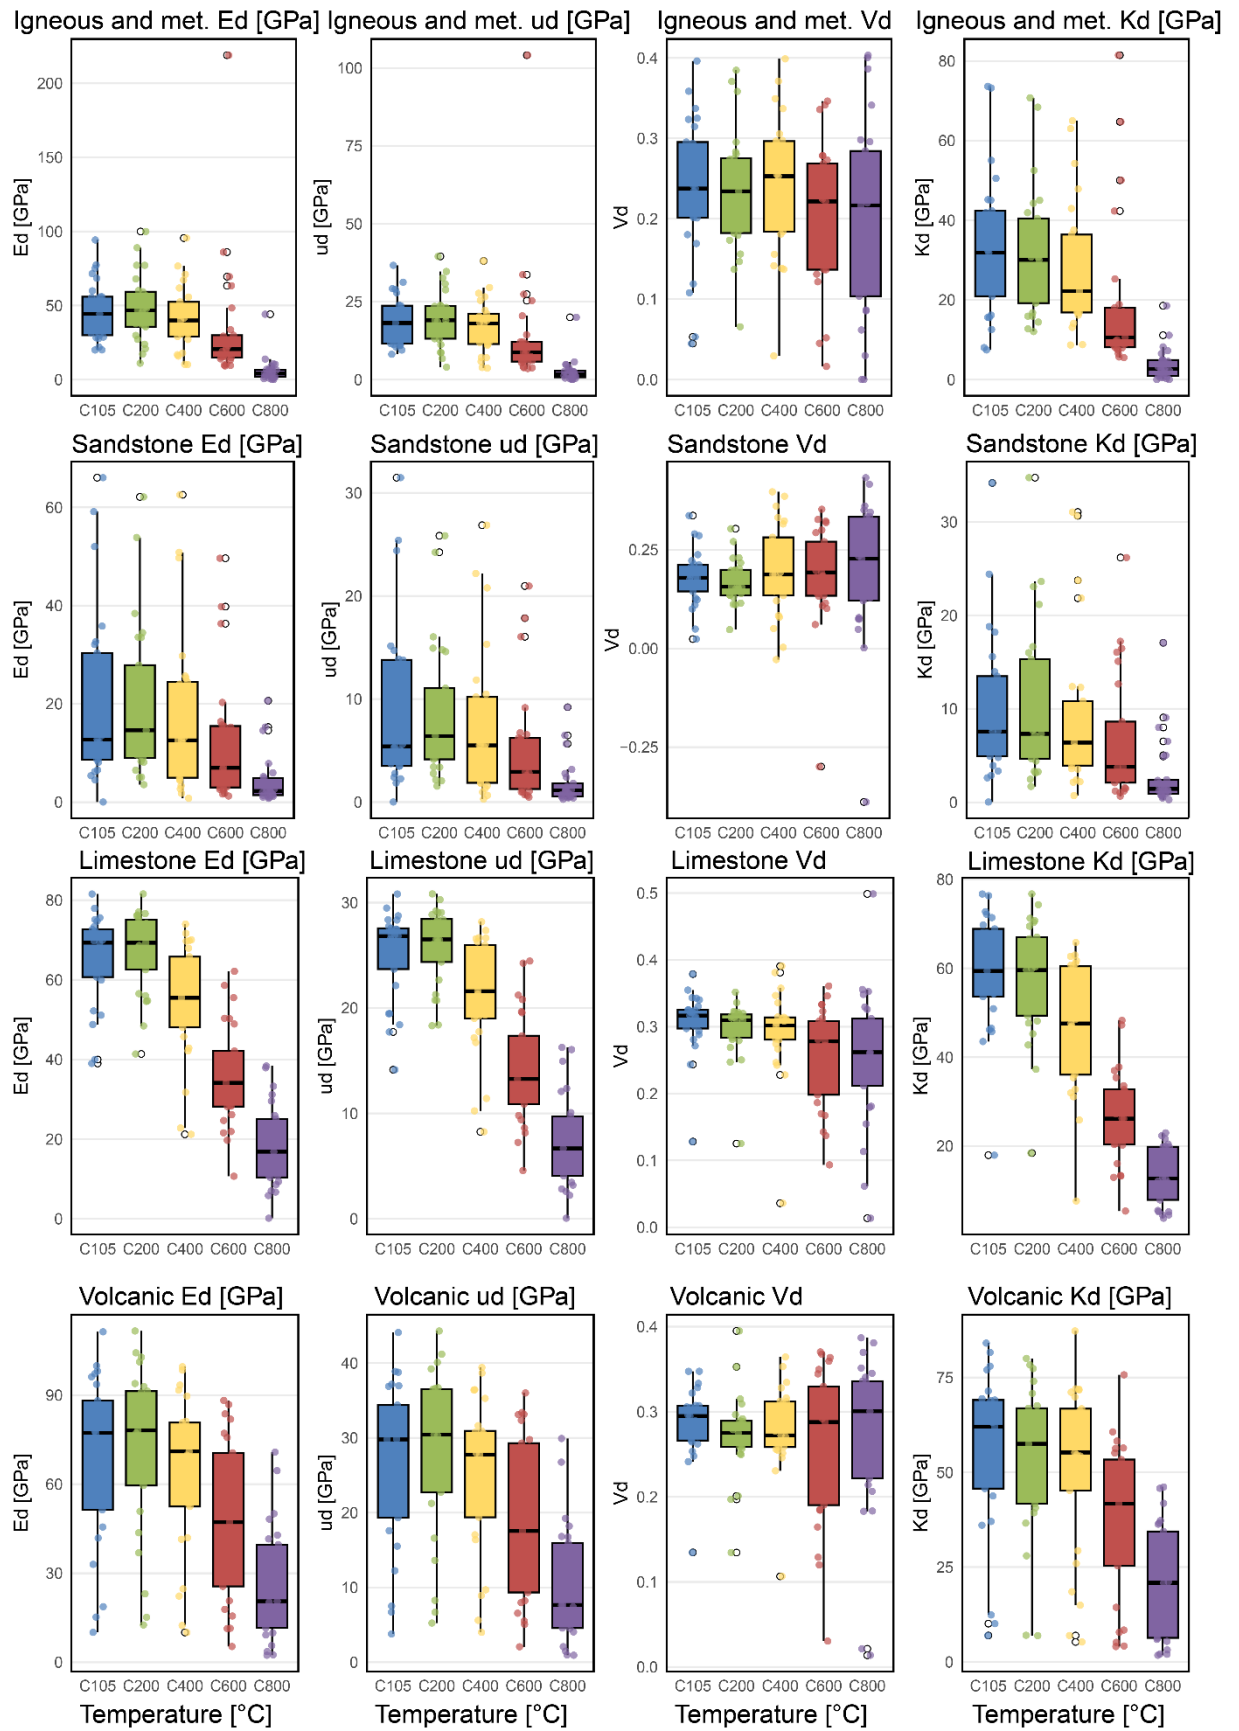 Igneous and met. Ed [GPa]
Igneous and met. ud [GPa]
Igneous and met. Vd
Igneous and met. Kd [GPa]
Ed [GPa]
200
150
100
50
0
C105 C200 C400 C600 C800
ud [GPa]
100
75
50
25
0
C105 C200 C400 C600 C800
Vd
0.4
0.3
0.2
0.1
0.0
C105 C200 C400 C600 C800
Kd [GPa]
80
60
40
20
0
C105 C200 C400 C600 C800
Sandstone Ed [GPa]
Sandstone ud [GPa]
Sandstone Vd
Sandstone Kd [GPa]
Ed [GPa]
60
40
20
0
C105 C200 C400 C600 C800
ud [GPa]
30
20
10
0
C105 C200 C400 C600 C800
Vd
0.25
0.00
−0.25
C105 C200 C400 C600 C800
Kd [GPa]
30
20
10
0
C105 C200 C400 C600 C800
Limestone Ed [GPa]
Limestone ud [GPa]
Limestone Vd
Limestone Kd [GPa]
Ed [GPa]
80
60
40
20
0
C105 C200 C400 C600 C800
ud [GPa]
30
20
10
0
C105 C200 C400 C600 C800
Vd
0.5
0.4
0.3
0.2
0.1
0.0
C105 C200 C400 C600 C800
Kd [GPa]
80
60
40
20
C105 C200 C400 C600 C800
Volcanic Ed [GPa]
Volcanic ud [GPa]
Volcanic Vd
Volcanic Kd [GPa]
Ed [GPa]
90
60
30
0
C105 C200 C400 C600 C800
ud [GPa]
40
30
20
10
0
C105 C200 C400 C600 C800
Vd
0.4
0.3
0.2
0.1
0.0
C105 C200 C400 C600 C800
Kd [GPa]
75
50
25
0
C105 C200 C400 C600 C800
Temperature [°C]
Temperature [°C]
Temperature [°C]
Temperature [°C]